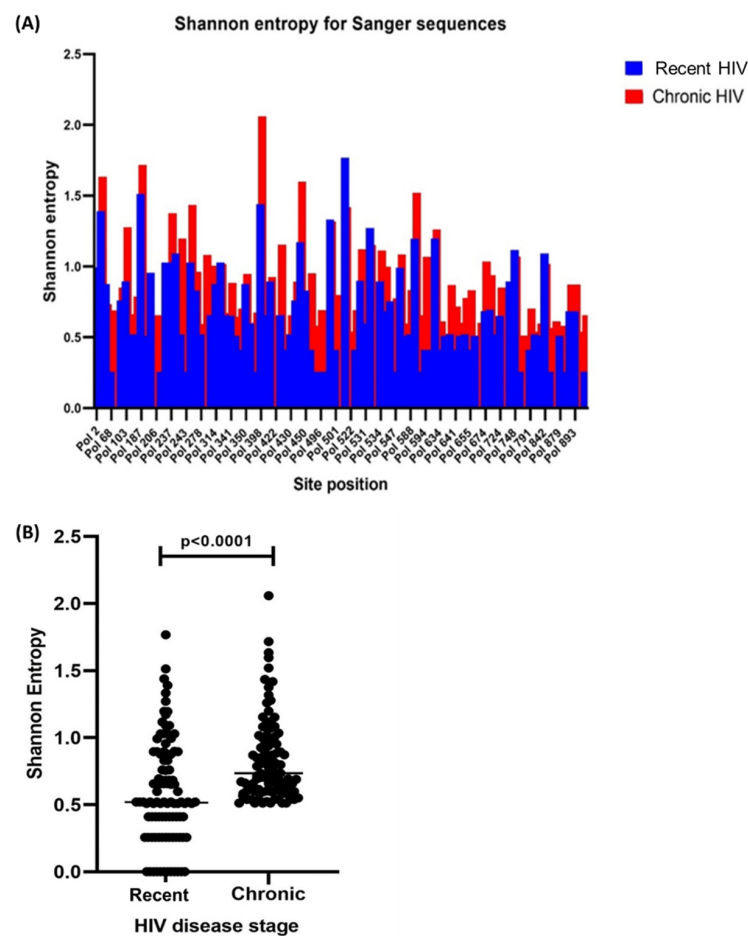 (A)
Shannon entropy for Sanger sequences
2.5
2.0
1.5
1.0
0.5
0.0
Shannon entropy
Recent HIV
Chronic HIV
Pol 2
Pol 68
Pol 103
Pol 187
Pol 206
Pol 237
Pol 243
Pol 278
Pol 314
Pol 341
Pol 350
Pol 398
Pol 422
Pol 430
Pol 450
Pol 496
Pol 501
Pol 522
Pol 531
Pol 534
Pol 547
Pol 588
Pol 594
Pol 634
Pol 641
Pol 655
Pol 674
Pol 724
Pol 748
Pol 791
Pol 842
Pol 879
Pol 893
Site position
(B)
p<0.0001
2.5
2.0
1.5
1.0
0.5
0.0
Shannon Entropy
Recent
Chronic
HIV disease stage